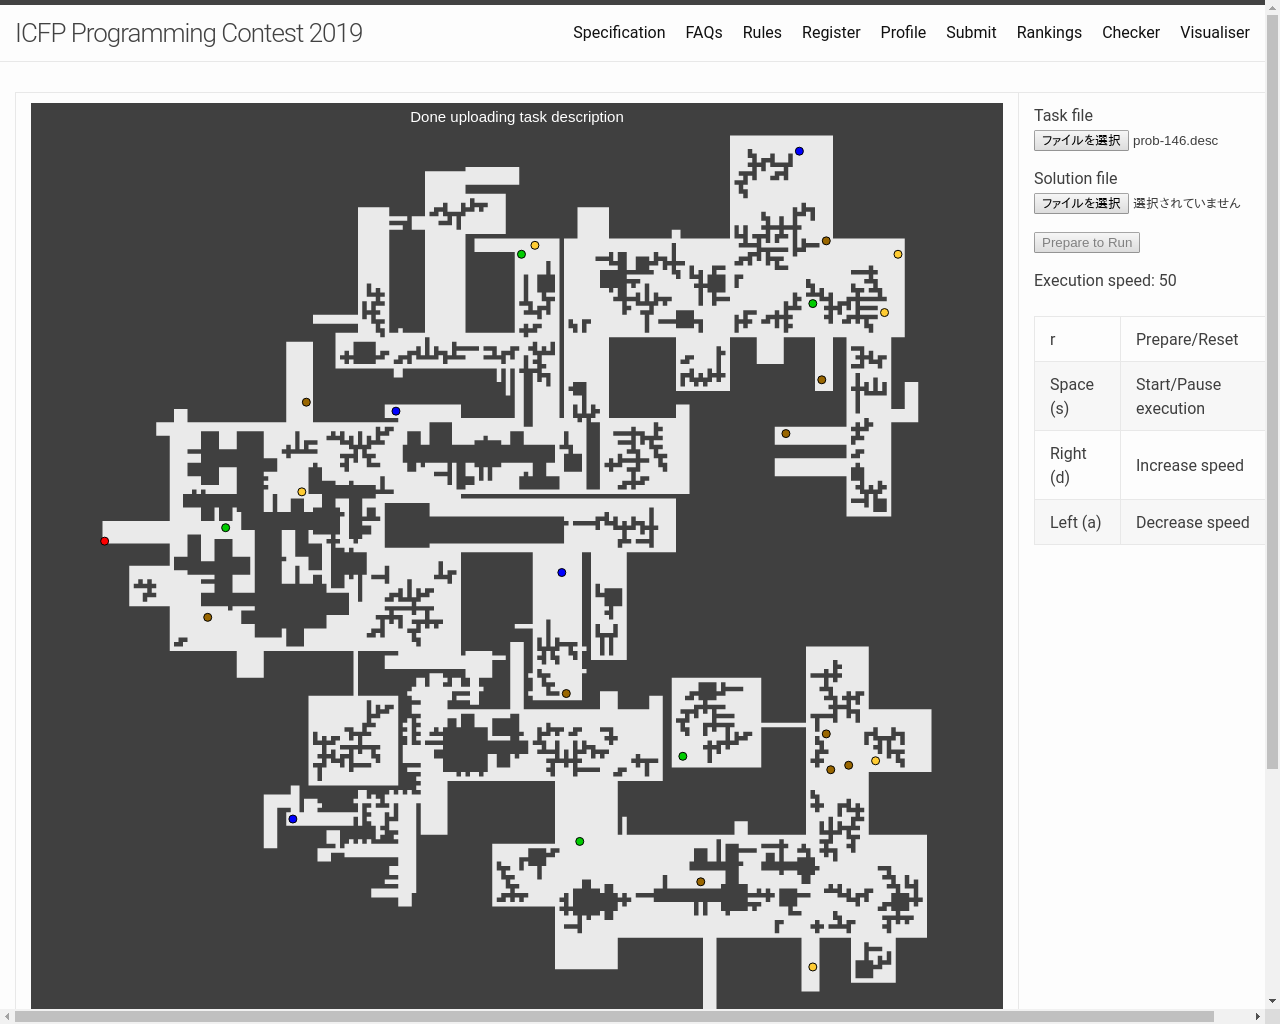 ICFP Programming Contest 2019
Specification FAQs Rules Register Profile Submit Rankings Checker Visualiser
Done uploading task description
Task file
ファイルを選択 prob-146.desc
Solution file
ファイルを選択 選択されていません
Prepare to Run
Execution speed: 50
r Prepare/Reset
Space (s) Start/Pause execution
Right (d) Increase speed
Left (a) Decrease speed